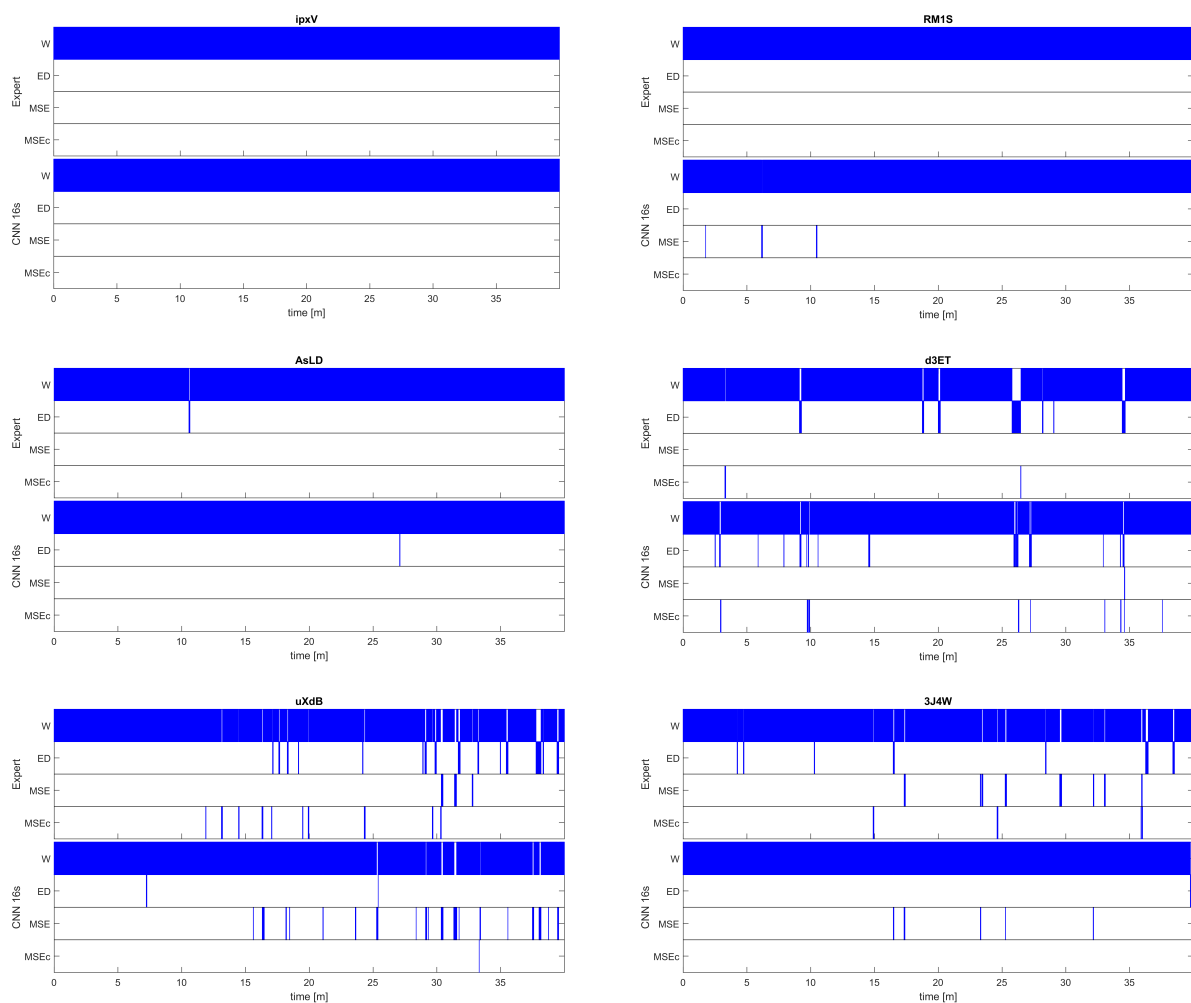 ipxV
W
ED
MSE
MSEc
Expert
W
ED
MSE
MSEc
CNN 16s
0 5 10 15 20 25 30 35
time [m]
RM1S
W
ED
MSE
MSEc
Expert
W
ED
MSE
MSEc
CNN 16s
0 5 10 15 20 25 30 35
time [m]
AsLD
W
ED
MSE
MSEc
Expert
W
ED
MSE
MSEc
CNN 16s
0 5 10 15 20 25 30 35
time [m]
d3ET
W
ED
MSE
MSEc
Expert
W
ED
MSE
MSEc
CNN 16s
0 5 10 15 20 25 30 35
time [m]
uXdB
W
ED
MSE
MSEc
Expert
W
ED
MSE
MSEc
CNN 16s
0 5 10 15 20 25 30 35
time [m]
3J4W
W
ED
MSE
MSEc
Expert
W
ED
MSE
MSEc
CNN 16s
0 5 10 15 20 25 30 35
time [m]